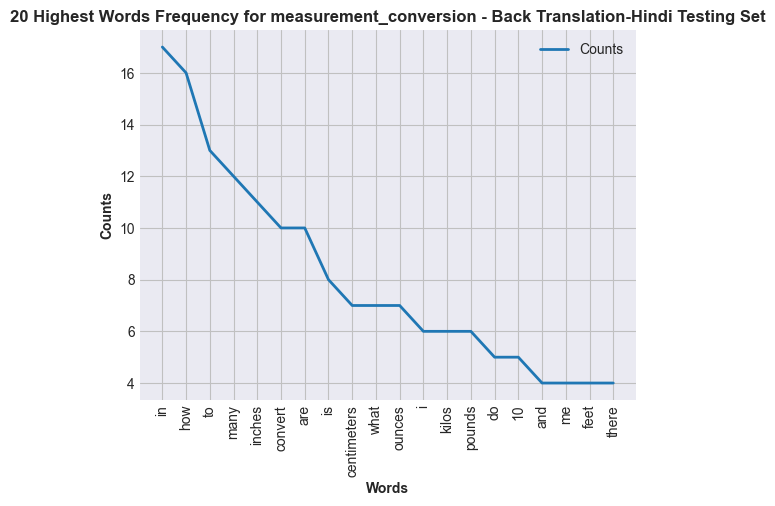 20 Highest Words Frequency for measurement_conversion - Back Translation-Hindi Testing Set
Counts
Counts
16
14
12
10
8
6
4
in
how
to
many
inches
convert
are
is
centimeters
what
ounces
i
kilos
pounds
do
10
and
me
feet
there
Words